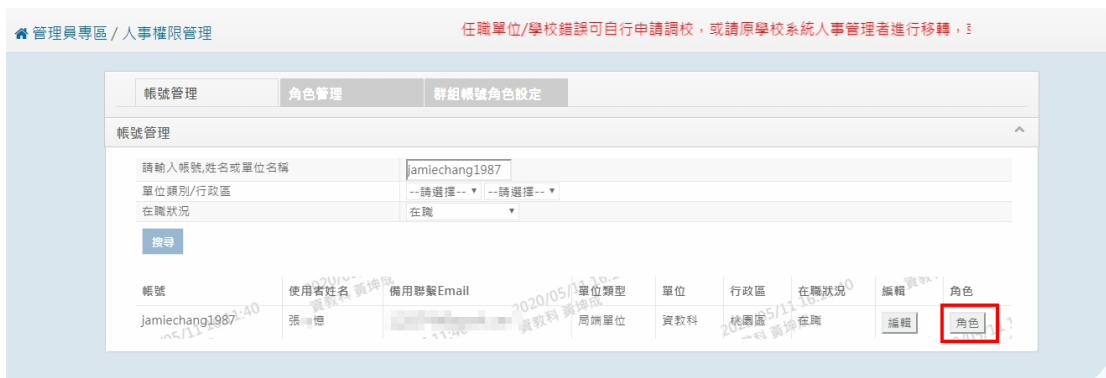 管理員專區 / 人事權限管理
任職單位/學校錯誤可自行申請調校，或請原學校系統人事管理者進行移轉，
帳號管理 角色管理 群組帳號角色設定
帳號管理
請輸入帳號,姓名或單位名稱 jamiechang1987
單位類別/行政區 --請選擇-- --請選擇--
在職狀況 在職
搜尋
帳號 使用者姓名 備用聯繫Email 單位類型 單位 行政區 在職狀況 編輯 角色
jamiechang1987 張 億 局端單位 資教科 桃園區 在職 編輯 角色